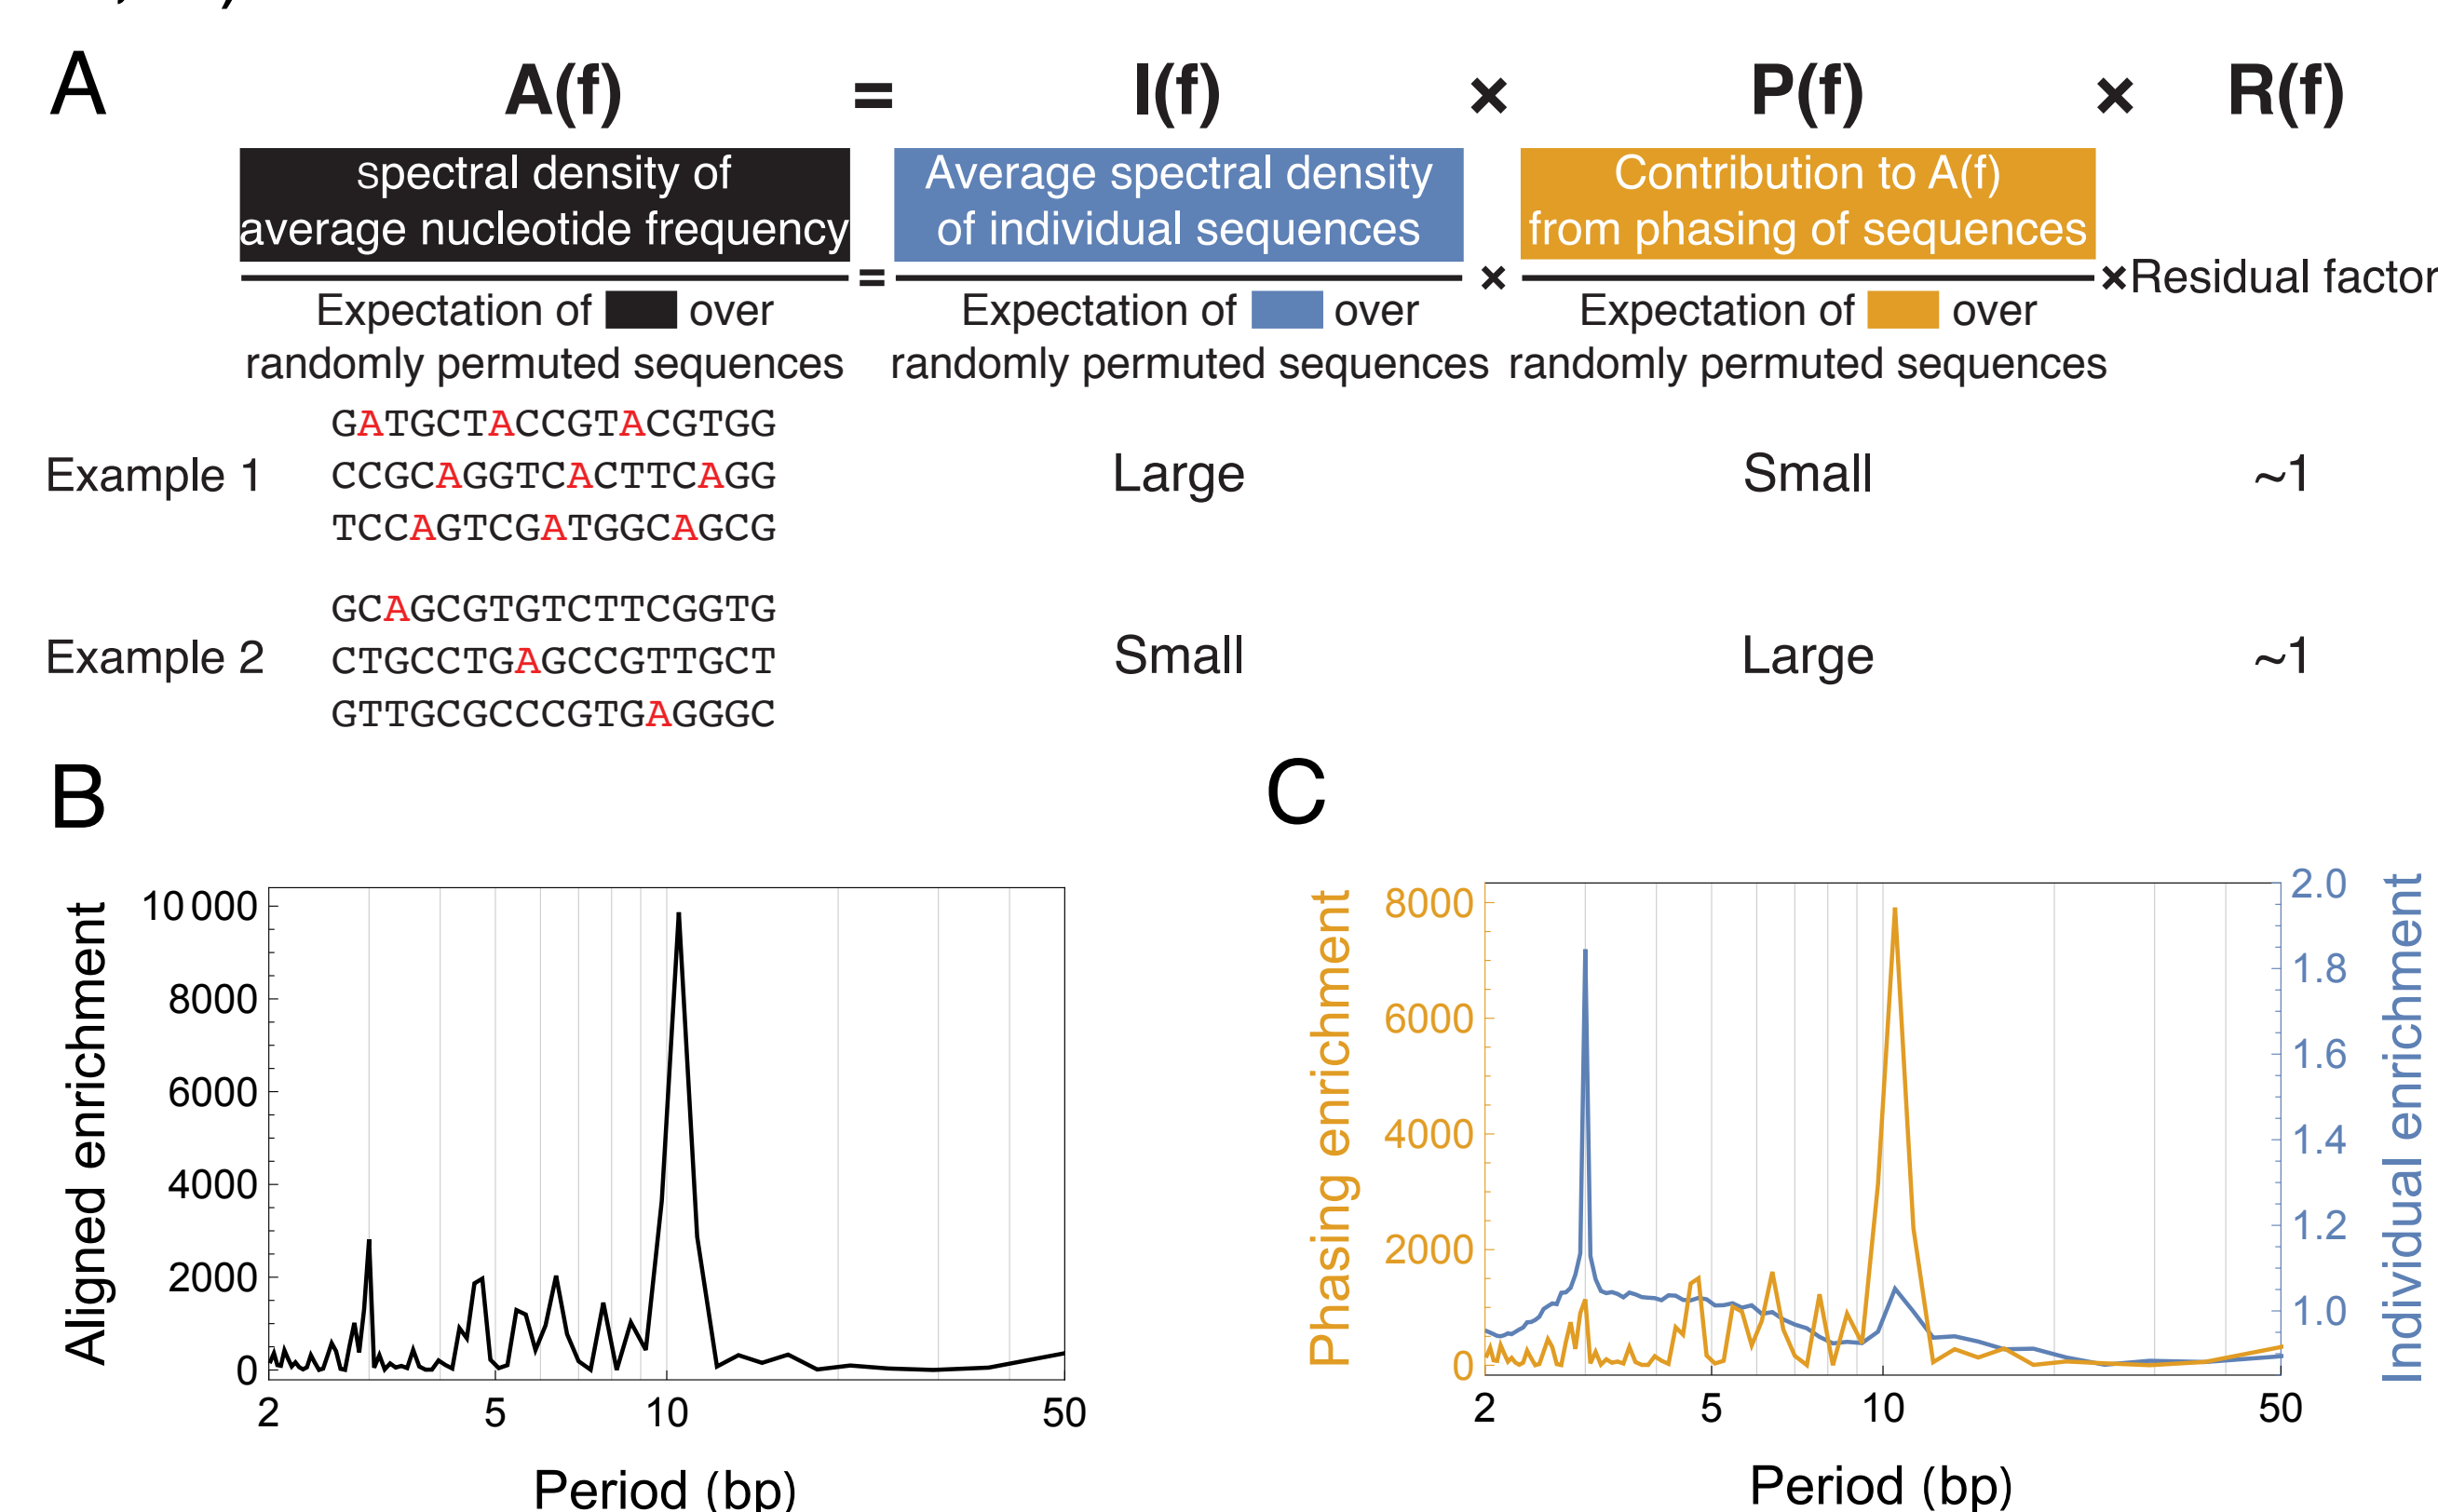 A
A(f) = I(f) × P(f) × R(f)
spectral density of
average nucleotide frequency
Expectation of over
randomly permuted sequences
=
Average spectral density
of individual sequences
Expectation of over
randomly permuted sequences
×
Contribution to A(f)
from phasing of sequences
Expectation of over
randomly permuted sequences
×Residual factor
Example 1
GATGCTACCGTACGTGG
CCGCAGGTCACTTCAGG
TCCAGTCGATGGCAGCG
Large
Small
~1
Example 2
GCAGCGTGTCTTCGGTG
CTGCCTGAGCCGTTGCT
GTTGCGCCCGTGAGGGC
Small
Large
~1
B
Aligned enrichment
10 000
8000
6000
4000
2000
0
2 5 10 50
Period (bp)
C
Phasing enrichment
8000
6000
4000
2000
0
2.0
1.8
1.6
1.4
1.2
1.0
Individual enrichment
2 5 10 50
Period (bp)